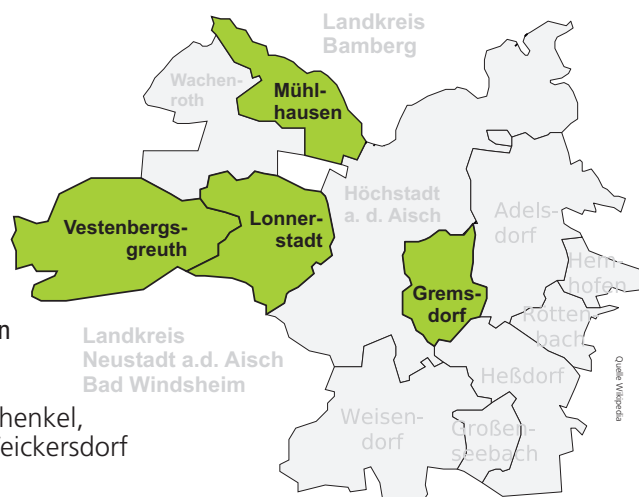 Landkreis
Bamberg
Wachen-
roth
Mühl-
hausen
Höchstadt
a. d. Aisch
Adels-
dorf
Vestenbergs-
greuth
Lonner-
stadt
Hem-
hofen
Grems-
dorf
Rötten-
bach
n
Landkreis
Neustadt a.d. Aisch
Bad Windsheim
Heßdorf
Quelle Wikipedia
henkel,
eickersdorf
Weisen-
dorf
Großen-
seebach